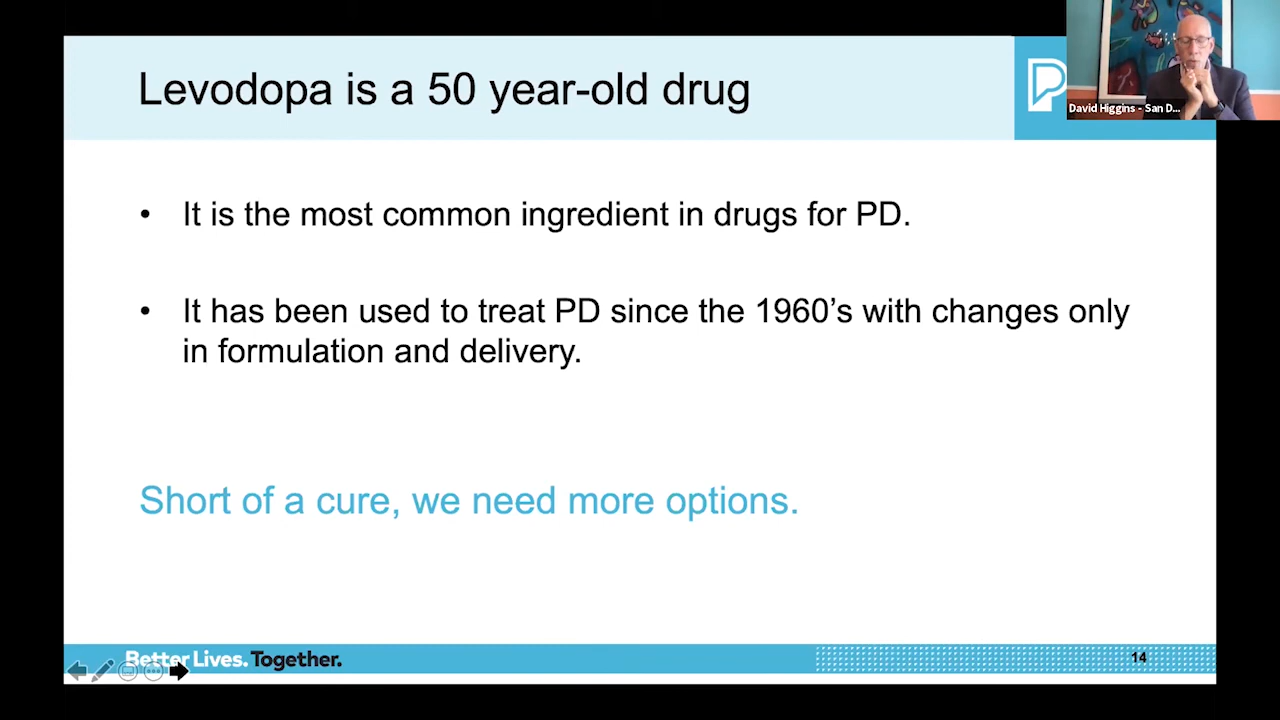 Levodopa is a 50 year-old drug
P
David Higgins - San D...
• It is the most common ingredient in drugs for PD.
• It has been used to treat PD since the 1960’s with changes only
in formulation and delivery.
Short of a cure, we need more options.
Better Lives. Together.
14